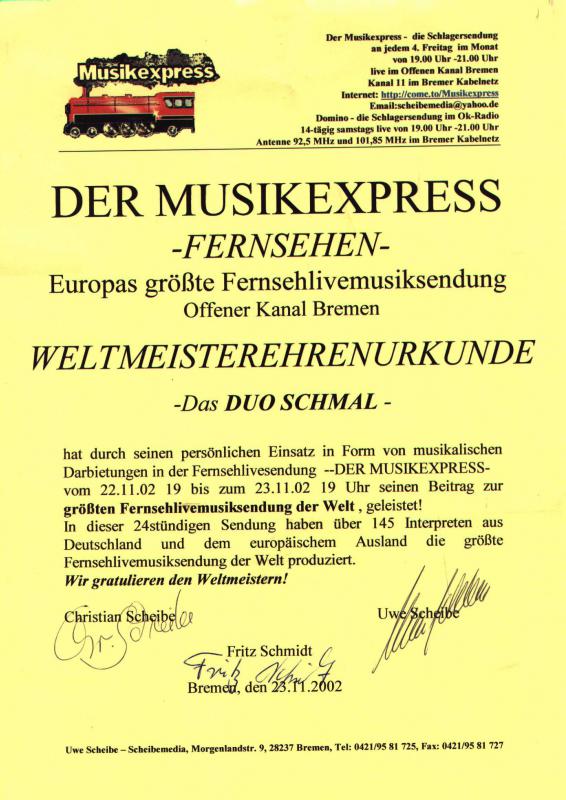 Musikexpress
Der Musikexpress - die Schlagersendung
an jedem 4. Freitag im Monat
von 19.00 Uhr -21.00 Uhr
live im Offenen Kanal Bremen
Kanal 11 im Bremer Kabelnetz
Internet: http://come.to/Musikexpress
Email:scheibemedia@yahoo.de
Domino - die Schlagersendung im Ok-Radio
14-tägig samstags live von 19.00 Uhr -21.00 Uhr
Antenne 92,5 MHz und 101,85 MHz im Bremer Kabelnetz
DER MUSIKEXPRESS
-FERNSEHEN-
Europas größte Fernsehlivemusiksendung
Offener Kanal Bremen
WELTMEISTEREHRENURKUNDE
-Das DUO SCHMAL -
hat durch seinen persönlichen Einsatz in Form von musikalischen
Darbietungen in der Fernsehlivesendung --DER MUSIKEXPRESS-
vom 22.11.02 19 bis zum 23.11.02 19 Uhr seinen Beitrag zur
größten Fernsehlivemusiksendung der Welt , geleistet!
In dieser 24stündigen Sendung haben über 145 Interpreten aus
Deutschland und dem europäischem Ausland die größte
Fernsehlivemusiksendung der Welt produziert.
Wir gratulieren den Weltmeistern!
Christian Scheibe Uwe Scheibe
Chr. Scheibe
Fritz Schmidt
Fritz Schmidt
Bremen, den 23.11.2002
Uwe Scheibe – Scheibemedia, Morgenlandstr. 9, 28237 Bremen, Tel: 0421/95 81 725, Fax: 0421/95 81 727